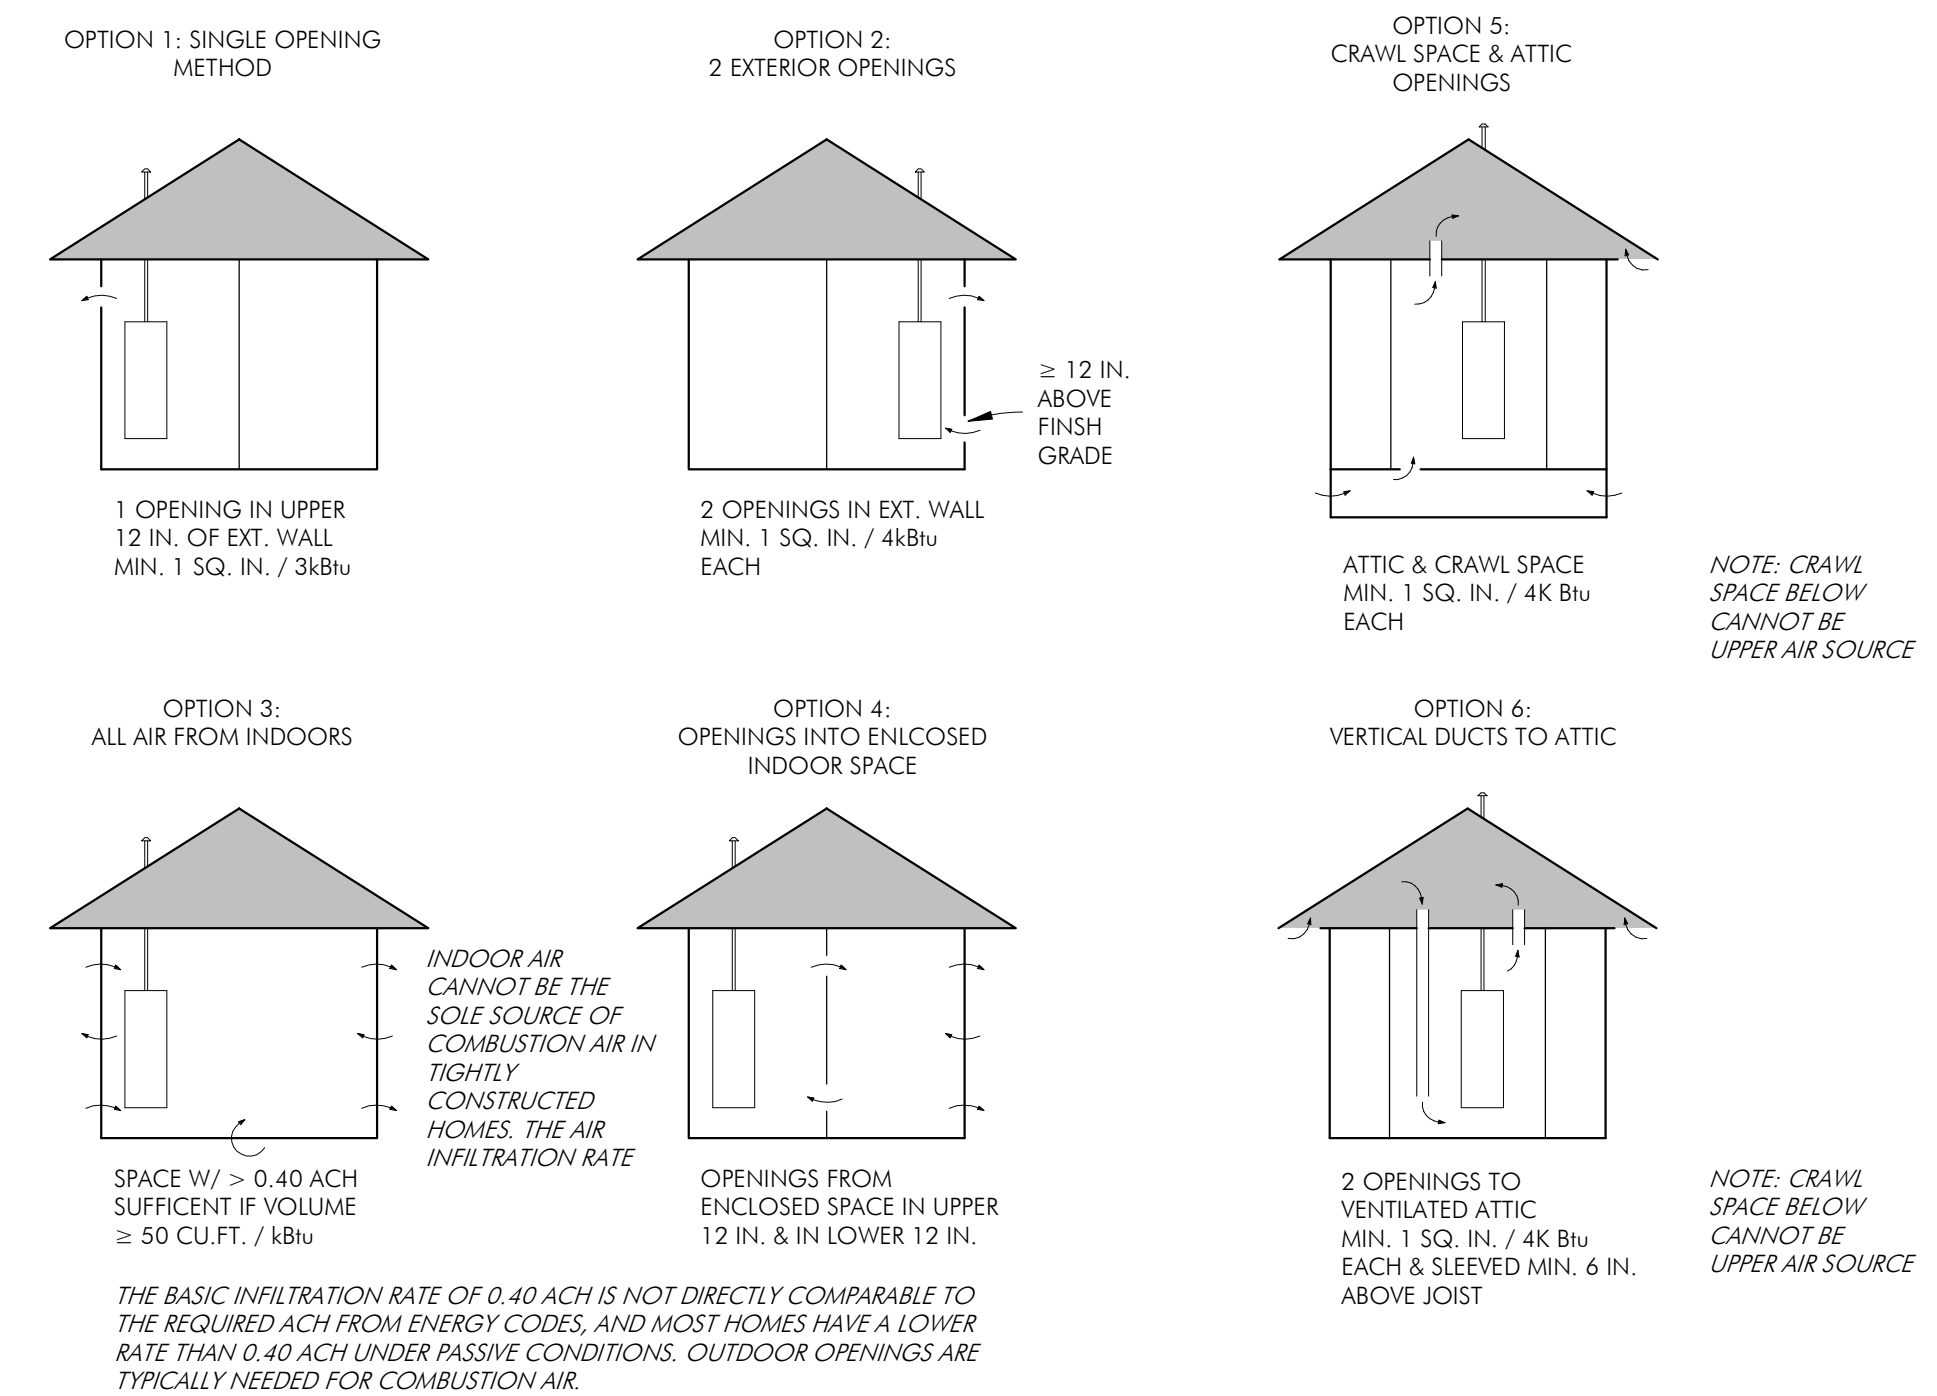 OPTION 1: SINGLE OPENING
METHOD
1 OPENING IN UPPER
12 IN. OF EXT. WALL
MIN. 1 SQ. IN. / 3kBtu
OPTION 2:
2 EXTERIOR OPENINGS
≥ 12 IN.
ABOVE
FINSH
GRADE
2 OPENINGS IN EXT. WALL
MIN. 1 SQ. IN. / 4kBtu
EACH
OPTION 5:
CRAWL SPACE & ATTIC
OPENINGS
ATTIC & CRAWL SPACE
MIN. 1 SQ. IN. / 4K Btu
EACH
NOTE: CRAWL
SPACE BELOW
CANNOT BE
UPPER AIR SOURCE
OPTION 3:
ALL AIR FROM INDOORS
INDOOR AIR
CANNOT BE THE
SOLE SOURCE OF
COMBUSTION AIR IN
TIGHTLY
CONSTRUCTED
HOMES. THE AIR
INFILTRATION RATE
SPACE W/ > 0.40 ACH
SUFFICENT IF VOLUME
≥ 50 CU.FT. / kBtu
OPTION 4:
OPENINGS INTO ENLCOSED
INDOOR SPACE
OPENINGS FROM
ENCLOSED SPACE IN UPPER
12 IN. & IN LOWER 12 IN.
THE BASIC INFILTRATION RATE OF 0.40 ACH IS NOT DIRECTLY COMPARABLE TO
THE REQUIRED ACH FROM ENERGY CODES, AND MOST HOMES HAVE A LOWER
RATE THAN 0.40 ACH UNDER PASSIVE CONDITIONS. OUTDOOR OPENINGS ARE
TYPICALLY NEEDED FOR COMBUSTION AIR.
OPTION 6:
VERTICAL DUCTS TO ATTIC
2 OPENINGS TO
VENTILATED ATTIC
MIN. 1 SQ. IN. / 4K Btu
EACH & SLEEVED MIN. 6 IN.
ABOVE JOIST
NOTE: CRAWL
SPACE BELOW
CANNOT BE
UPPER AIR SOURCE